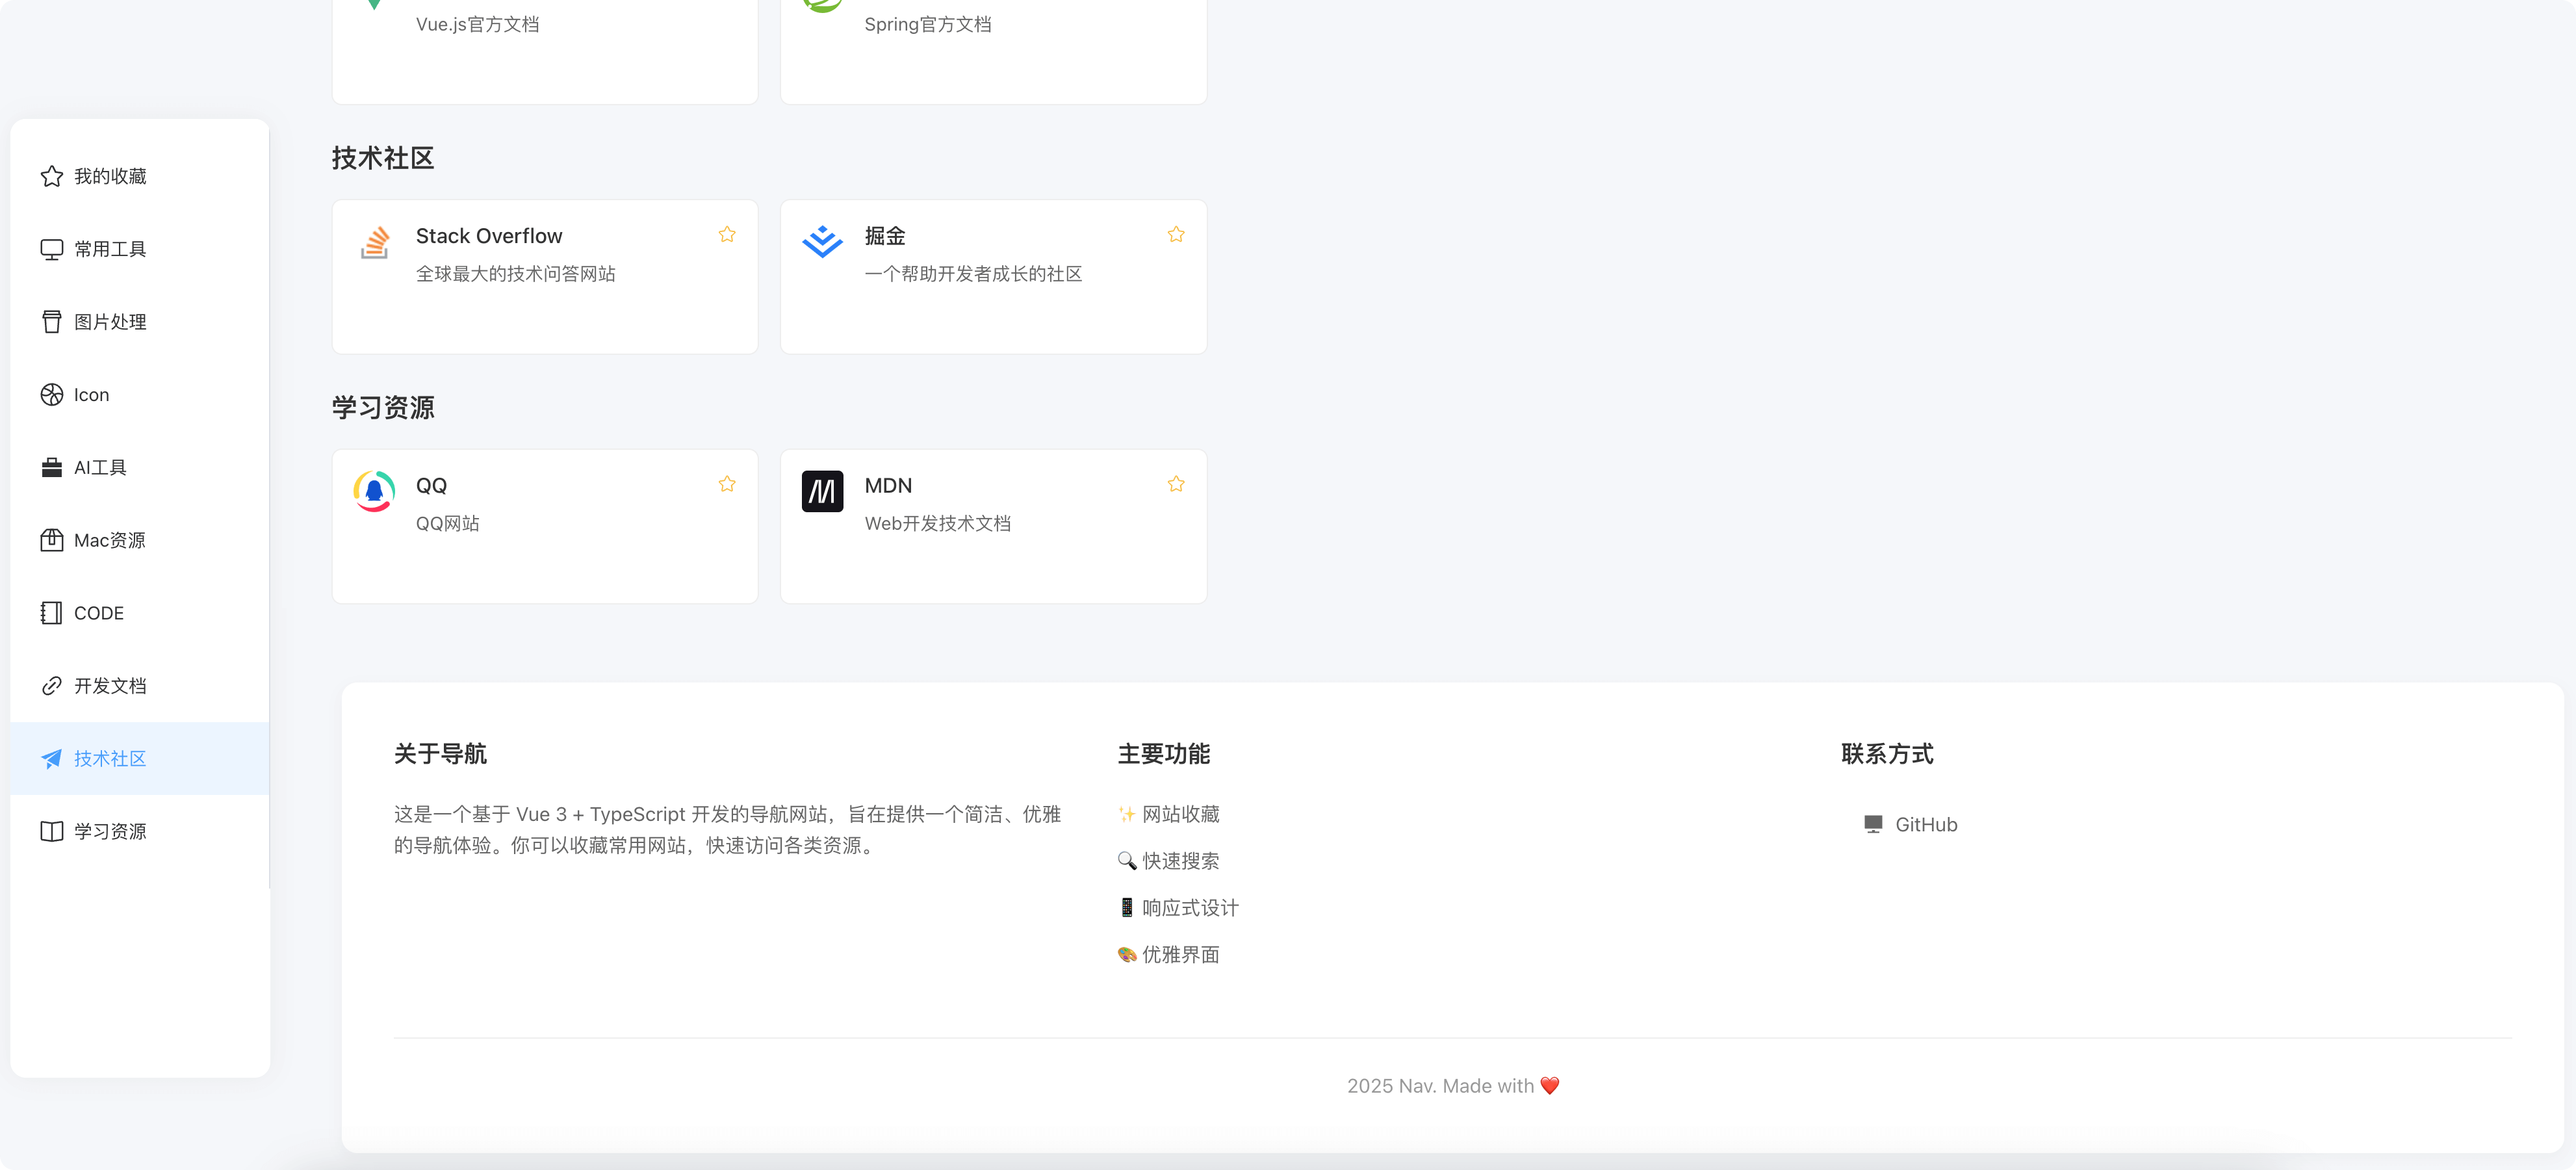 Vue.js官方文档
Spring官方文档
我的收藏
常用工具
图片处理
Icon
AI工具
Mac资源
CODE
开发文档
技术社区
学习资源
技术社区
Stack Overflow
全球最大的技术问答网站
掘金
一个帮助开发者成长的社区
学习资源
QQ
QQ网站
MDN
Web开发技术文档
关于导航
这是一个基于 Vue 3 + TypeScript 开发的导航网站，旨在提供一个简洁、优雅
的导航体验。你可以收藏常用网站，快速访问各类资源。
主要功能
✨ 网站收藏
🔍 快速搜索
📱 响应式设计
🎨 优雅界面
联系方式
GitHub
2025 Nav. Made with ❤️